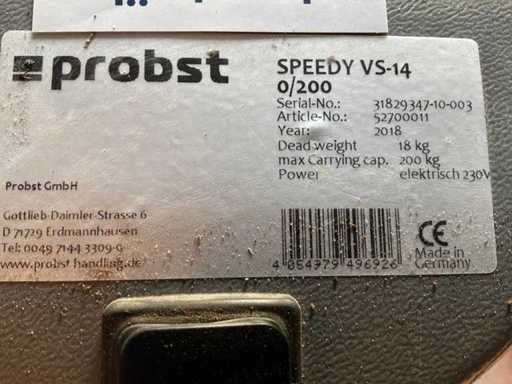 probst
SPEEDY VS-14
0/200
Serial-No.: 31829347-10-003
Article-No.: 52700011
Year: 2018
Dead weight 18 kg
max Carrying cap. 200 kg
Power elektrisch 230V
Probst GmbH
Gottlieb-Daimler-Strasse 6
D 71729 Erdmannhausen
Tel: 0049 7144 3309-0
www.probst-handling.de
4 054979 496926
CE
Made in
Germany